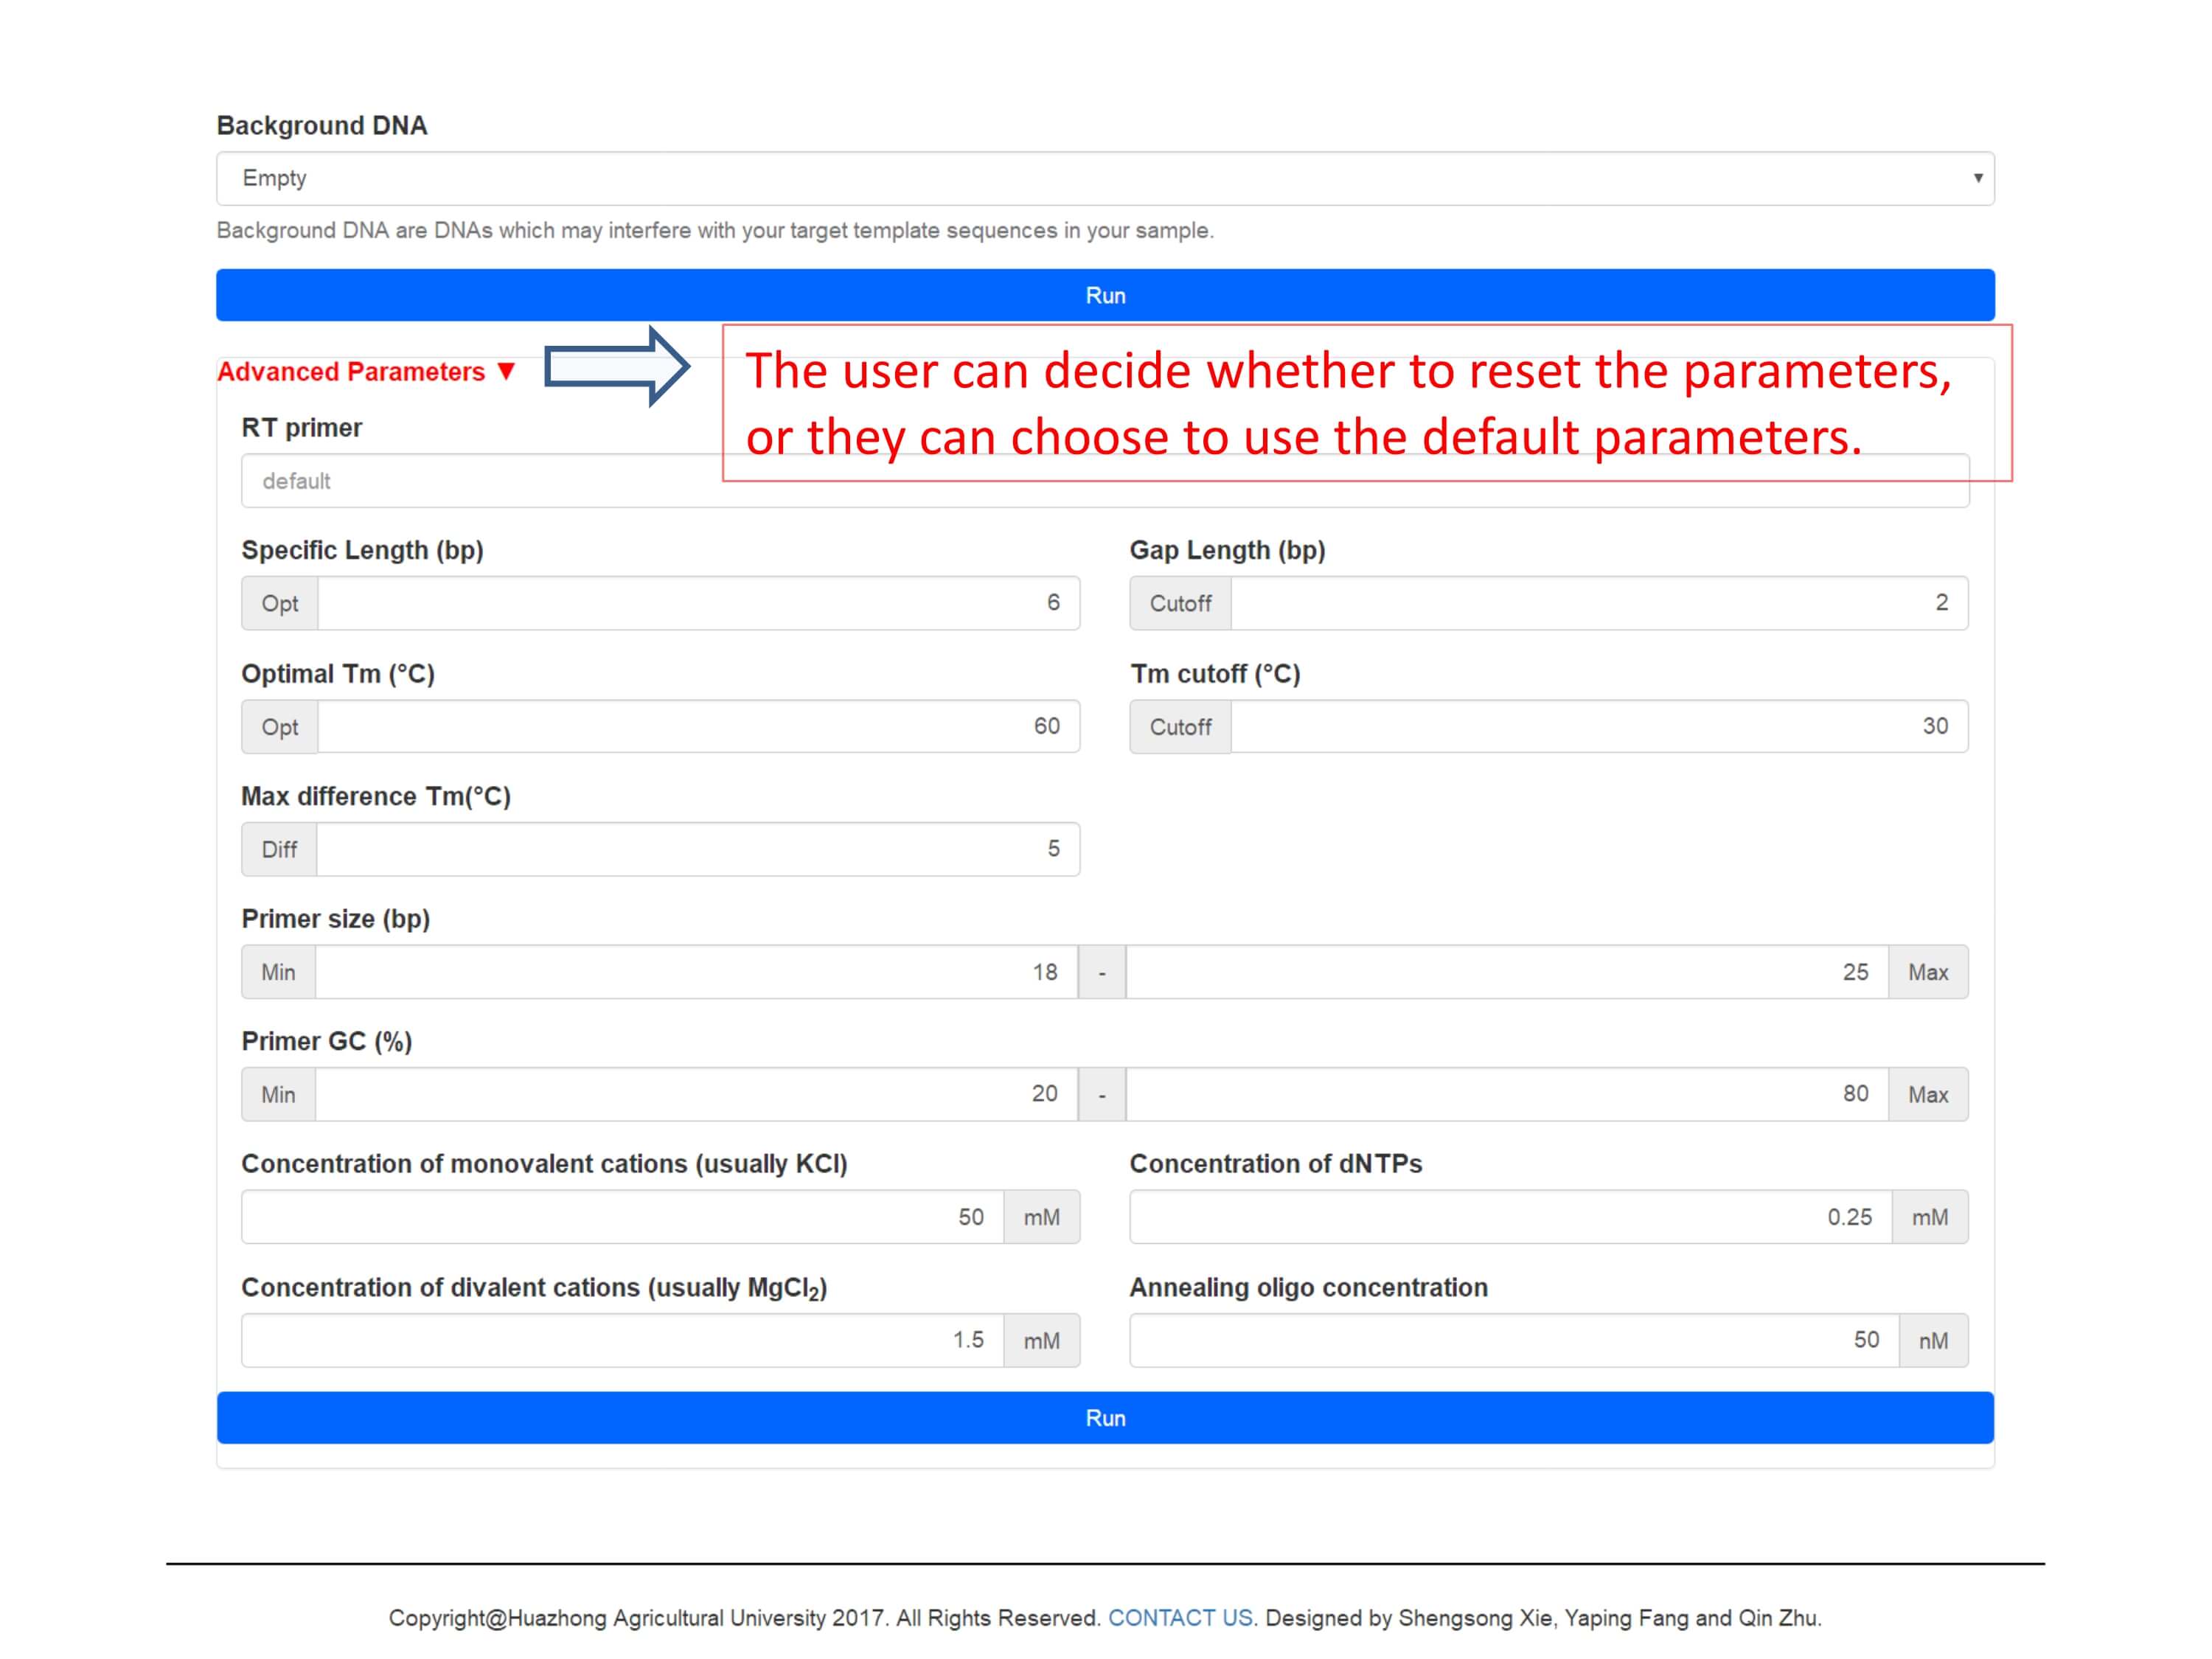 Background DNA
Empty ▼
Background DNA are DNAs which may interfere with your target template sequences in your sample.
Run
Advanced Parameters ▼
The user can decide whether to reset the parameters,
or they can choose to use the default parameters.
RT primer
default
Specific Length (bp) Gap Length (bp)
Opt 6 Cutoff 2
Optimal Tm (°C) Tm cutoff (°C)
Opt 60 Cutoff 30
Max difference Tm(°C)
Diff 5
Primer size (bp)
Min 18 - 25 Max
Primer GC (%)
Min 20 - 80 Max
Concentration of monovalent cations (usually KCl) Concentration of dNTPs
50 mM 0.25 mM
Concentration of divalent cations (usually MgCl₂) Annealing oligo concentration
1.5 mM 50 nM
Run
Copyright@Huazhong Agricultural University 2017. All Rights Reserved. CONTACT US. Designed by Shengsong Xie, Yaping Fang and Qin Zhu.